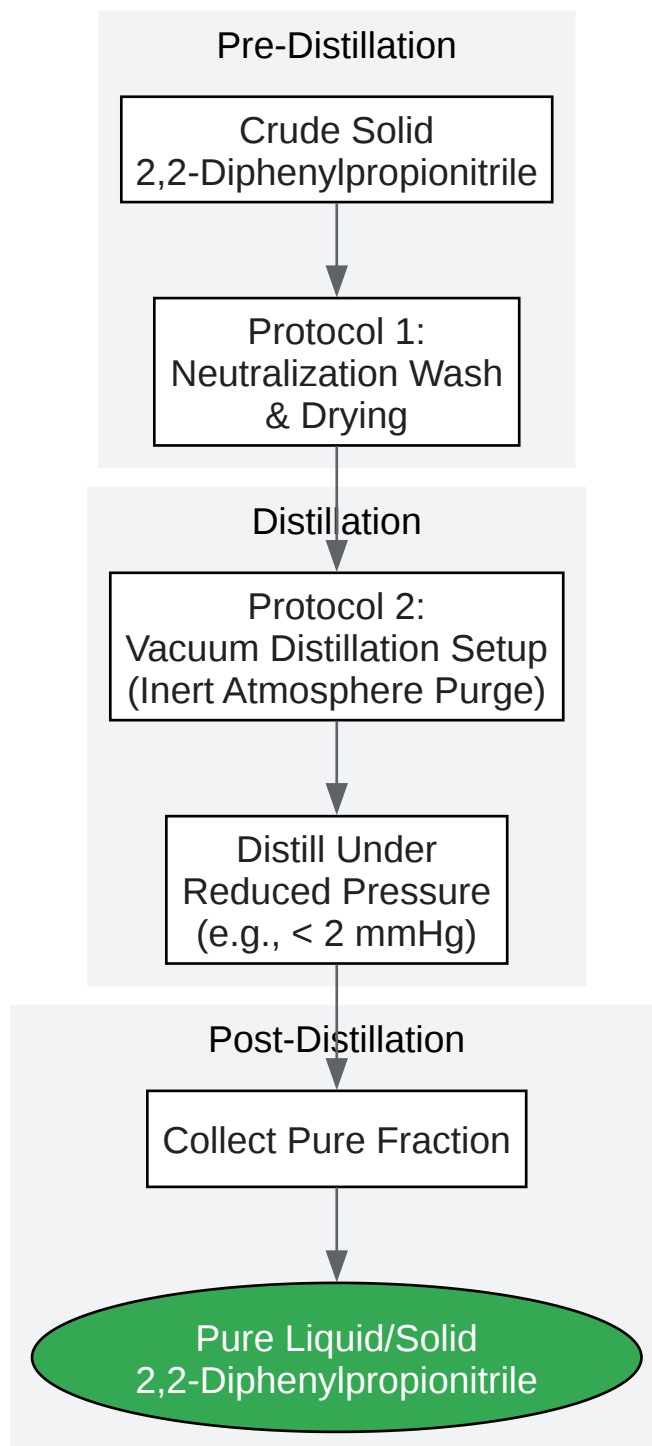 Pre-Distillation
Crude Solid
2,2-Diphenylpropionitrile
Protocol 1:
Neutralization Wash
& Drying
Distillation
Protocol 2:
Vacuum Distillation Setup
(Inert Atmosphere Purge)
Distill Under
Reduced Pressure
(e.g., < 2 mmHg)
Post-Distillation
Collect Pure Fraction
Pure Liquid/Solid
2,2-Diphenylpropionitrile